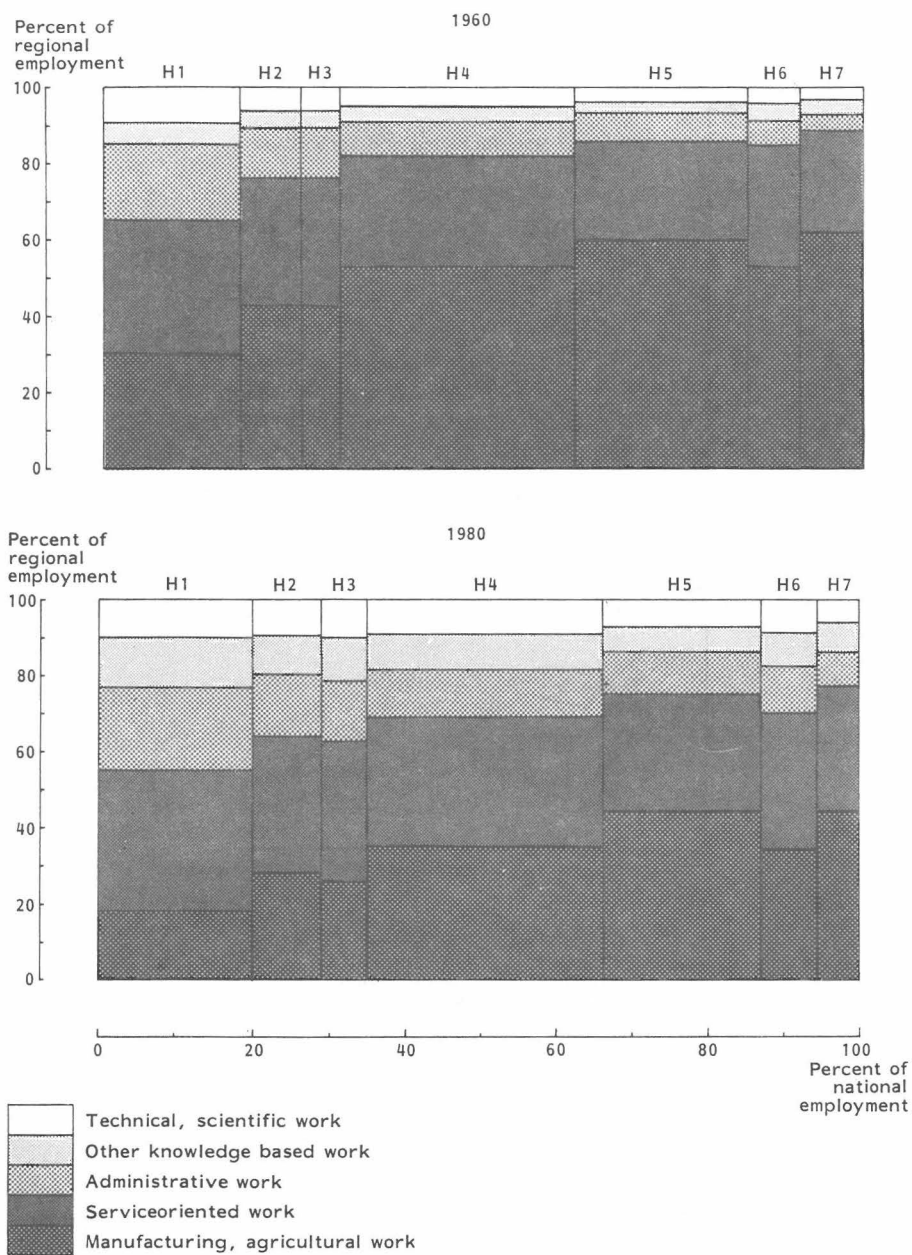 1960
Percent of
regional
employment
H1 H2 H3 H4 H5 H6 H7
100
80
60
40
20
0
1980
Percent of
regional
employment
H1 H2 H3 H4 H5 H6 H7
100
80
60
40
20
0
0 20 40 60 80 100
Percent of
national
employment
Technical, scientific work
Other knowledge based work
Administrative work
Serviceoriented work
Manufacturing, agricultural work